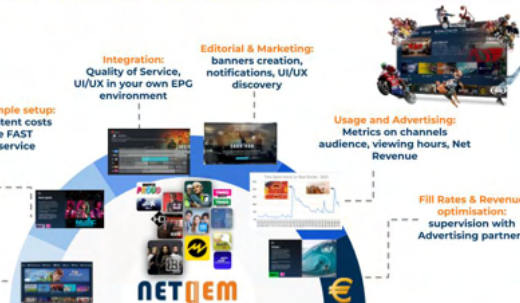 Integration:
Quality of Service,
UI/UX in your own EPG
environment
Editorial & Marketing:
banners creation,
notifications, UI/UX
discovery
setup:
costs
FAST
service
Usage and Advertising:
Metrics on channels
audience, viewing hours, Net
Revenue
Fill Rates & Revenue
optimisation:
supervision with
Advertising partner
PROUD
NETGEM
€